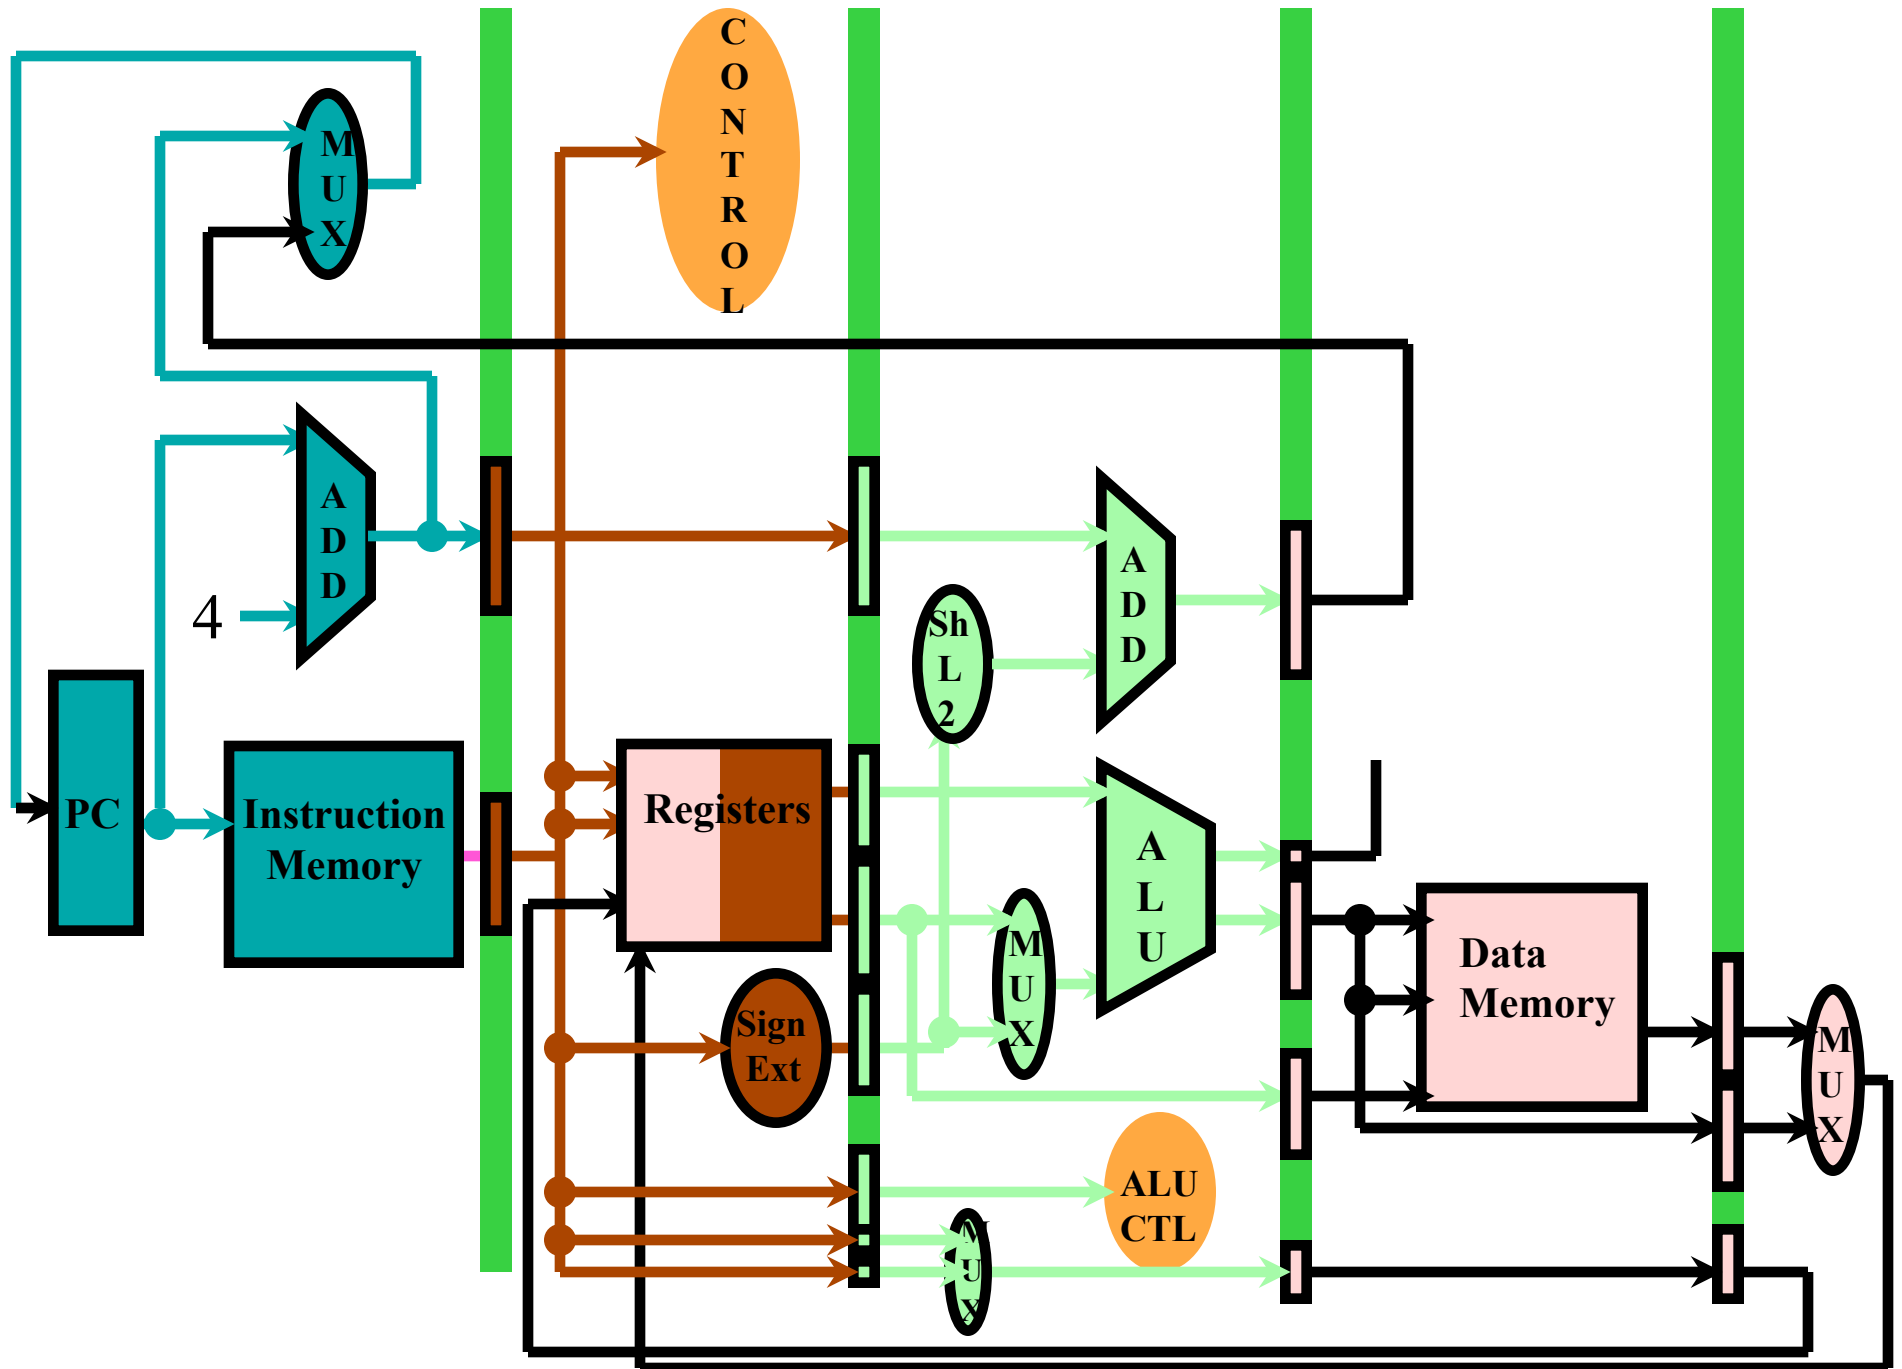 C
O
N
T
R
O
L
M
U
X
A
D
D
4
A
D
D
Sh
L
2
PC
Instruction
Memory
Registers
A
L
U
M
U
X
Data
Memory
Sign
Ext
M
U
X
ALU
CTL
M
U
X